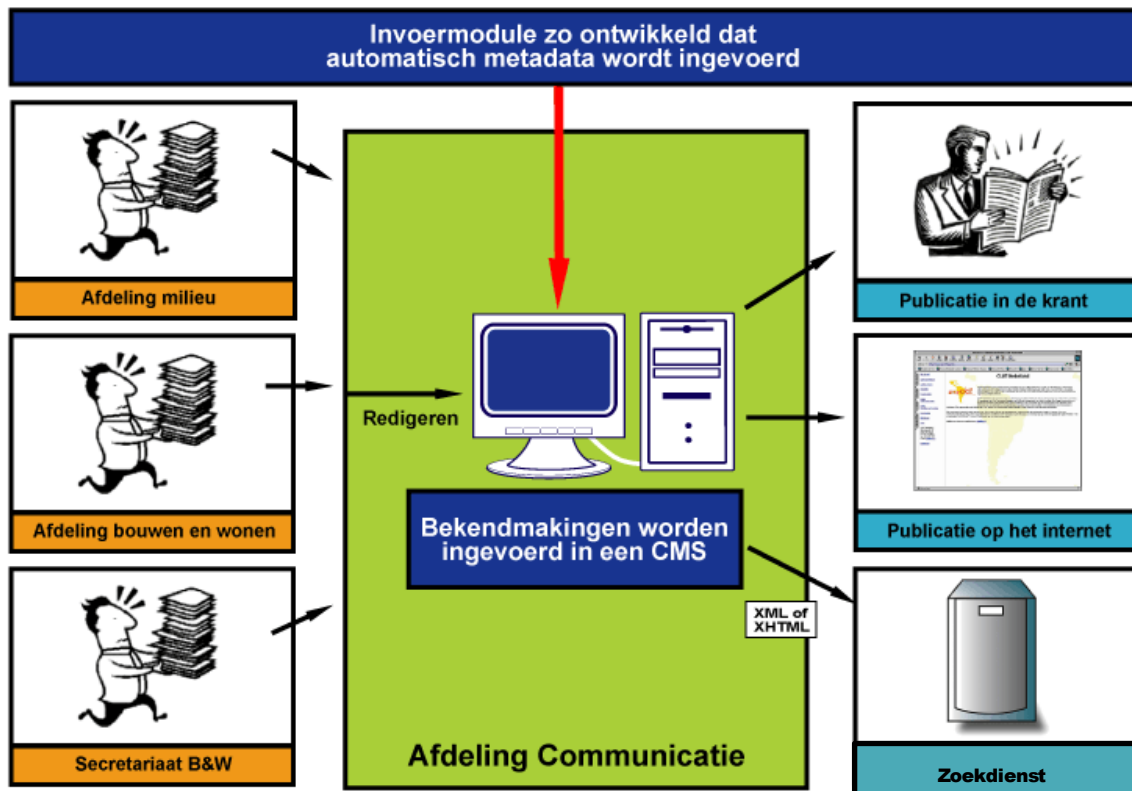 Invoermodule zo ontwikkeld dat
automatisch metadata wordt ingevoerd
Afdeling milieu
Afdeling bouwen en wonen
Secretariaat B&W
Redigeren
Bekendmakingen worden
ingevoerd in een CMS
XML of
XHTML
Afdeling Communicatie
Publicatie in de krant
Publicatie op het internet
Zoekdienst